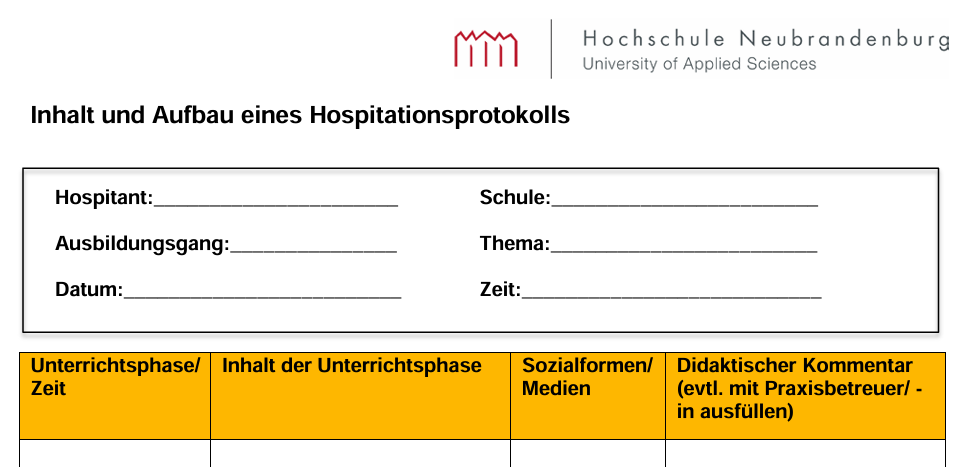 Hochschule Neubrandenburg
University of Applied Sciences
Inhalt und Aufbau eines Hospitationsprotokolls
Hospitant:______________________ Schule:________________________
Ausbildungsgang:_______________ Thema:________________________
Datum:_________________________ Zeit:___________________________
Unterrichtsphase/ Inhalt der Unterrichtsphase Sozialformen/ Didaktischer Kommentar
Zeit Medien (evtl. mit Praxisbetreuer/ -
in ausfüllen)